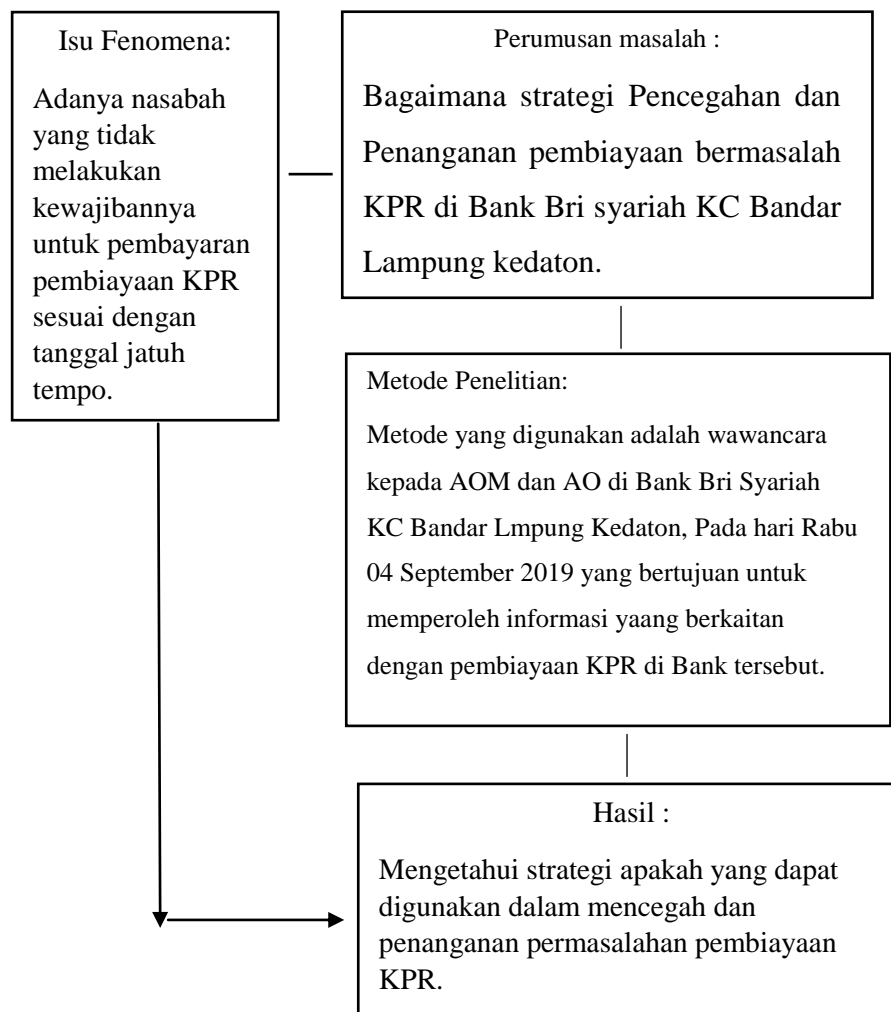 Isu Fenomena:
Adanya nasabah
yang tidak
melakukan
kewajibannya
untuk pembayaran
pembiayaan KPR
sesuai dengan
tanggal jatuh
tempo.
Perumusan masalah :
Bagaimana strategi Pencegahan dan
Penanganan pembiayaan bermasalah
KPR di Bank Bri syariah KC Bandar
Lampung kedaton.
Metode Penelitian:
Metode yang digunakan adalah wawancara
kepada AOM dan AO di Bank Bri Syariah
KC Bandar Lmpung Kedaton, Pada hari Rabu
04 September 2019 yang bertujuan untuk
memperoleh informasi yaang berkaitan
dengan pembiayaan KPR di Bank tersebut.
Hasil :
Mengetahui strategi apakah yang dapat
digunakan dalam mencegah dan
penanganan permasalahan pembiayaan
KPR.